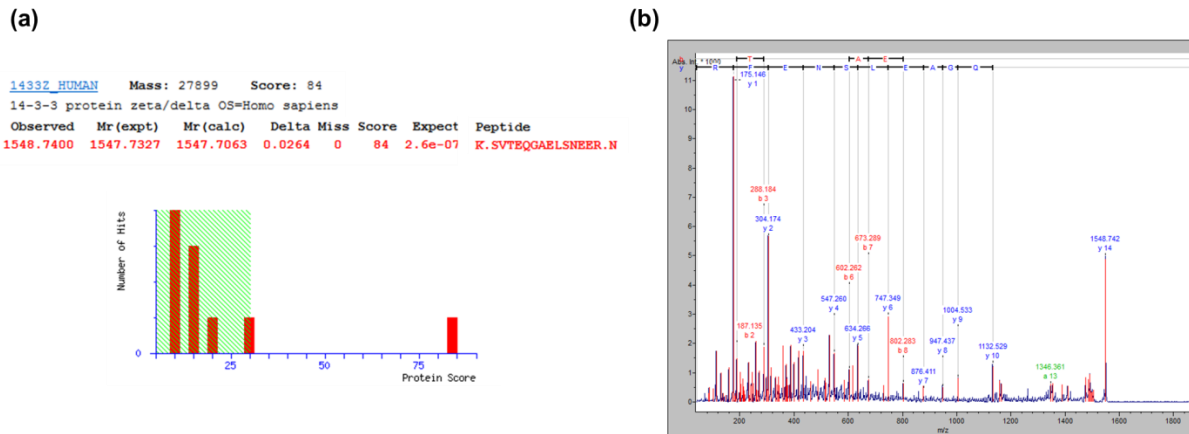 (a)
1433Z_HUMAN Mass: 27899 Score: 84
14-3-3 protein zeta/delta OS=Homo sapiens
Observed Mr(expt) Mr(calc) Delta Miss Score Expect Peptide
1548.7400 1547.7327 1547.7063 0.0264 0 84 2.6e-07 K.SVTEQGAELSNEER.N
Number of Hits
0
0 25 50 75
Protein Score
(b)
b T A E
y R E E N S L E A G Q
Abs. Int. * 1000
11
10
9
8
7
6
5
4
3
2
1
0
175.146
y 1
288.184
b 3
304.174
y 2
187.135
b 2
433.204
y 3
547.260
y 4
602.262
b 6
634.266
y 5
673.289
b 7
747.349
y 6
802.283
b 8
876.411
y 7
947.437
y 8
1004.533
y 9
1132.529
y 10
1346.361
a 13
1548.742
y 14
200 400 600 800 1000 1200 1400 1600 1800
m/z